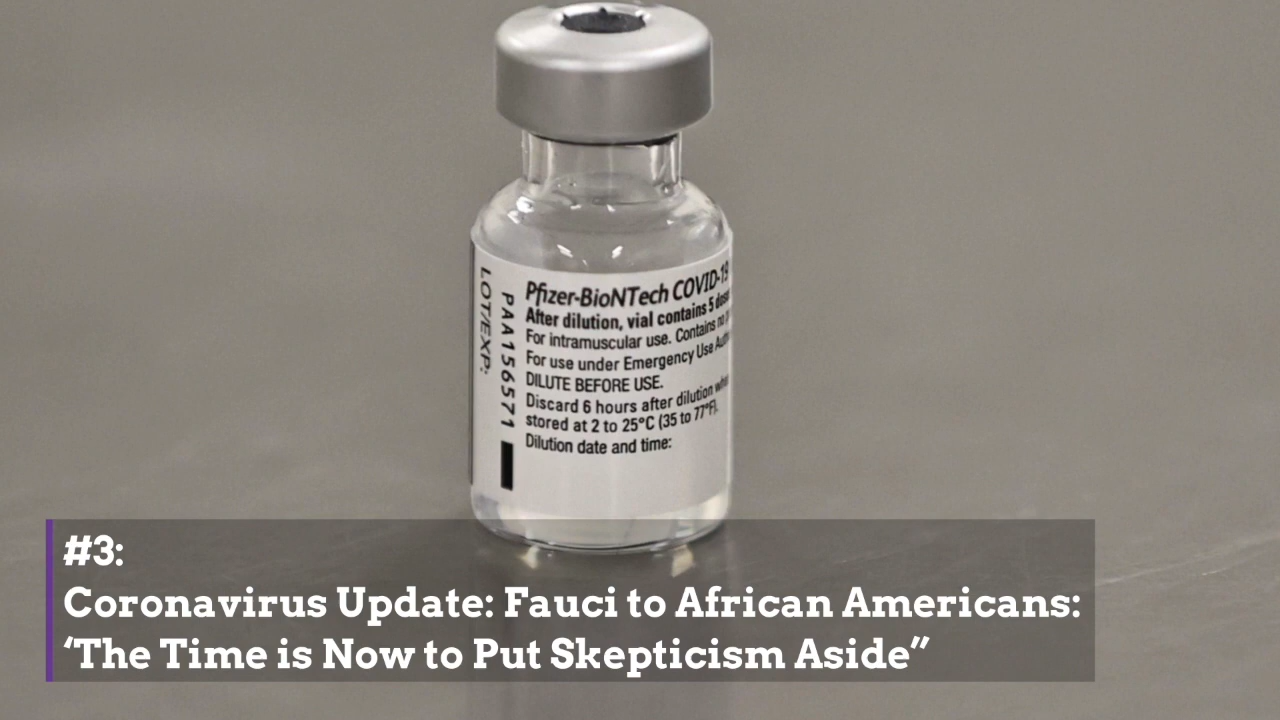 Pfizer-BioNTech COVID-19
After dilution, vial contains 5
For intramuscular use. Contains no
For use under Emergency Use
DILUTE BEFORE USE.
Discard 6 hours after dilution
stored at 2 to 25°C (35 to 77°F).
Dilution date and time:
LOT/EXP:
PAA156571
#3:
Coronavirus Update: Fauci to African Americans:
‘The Time is Now to Put Skepticism Aside”